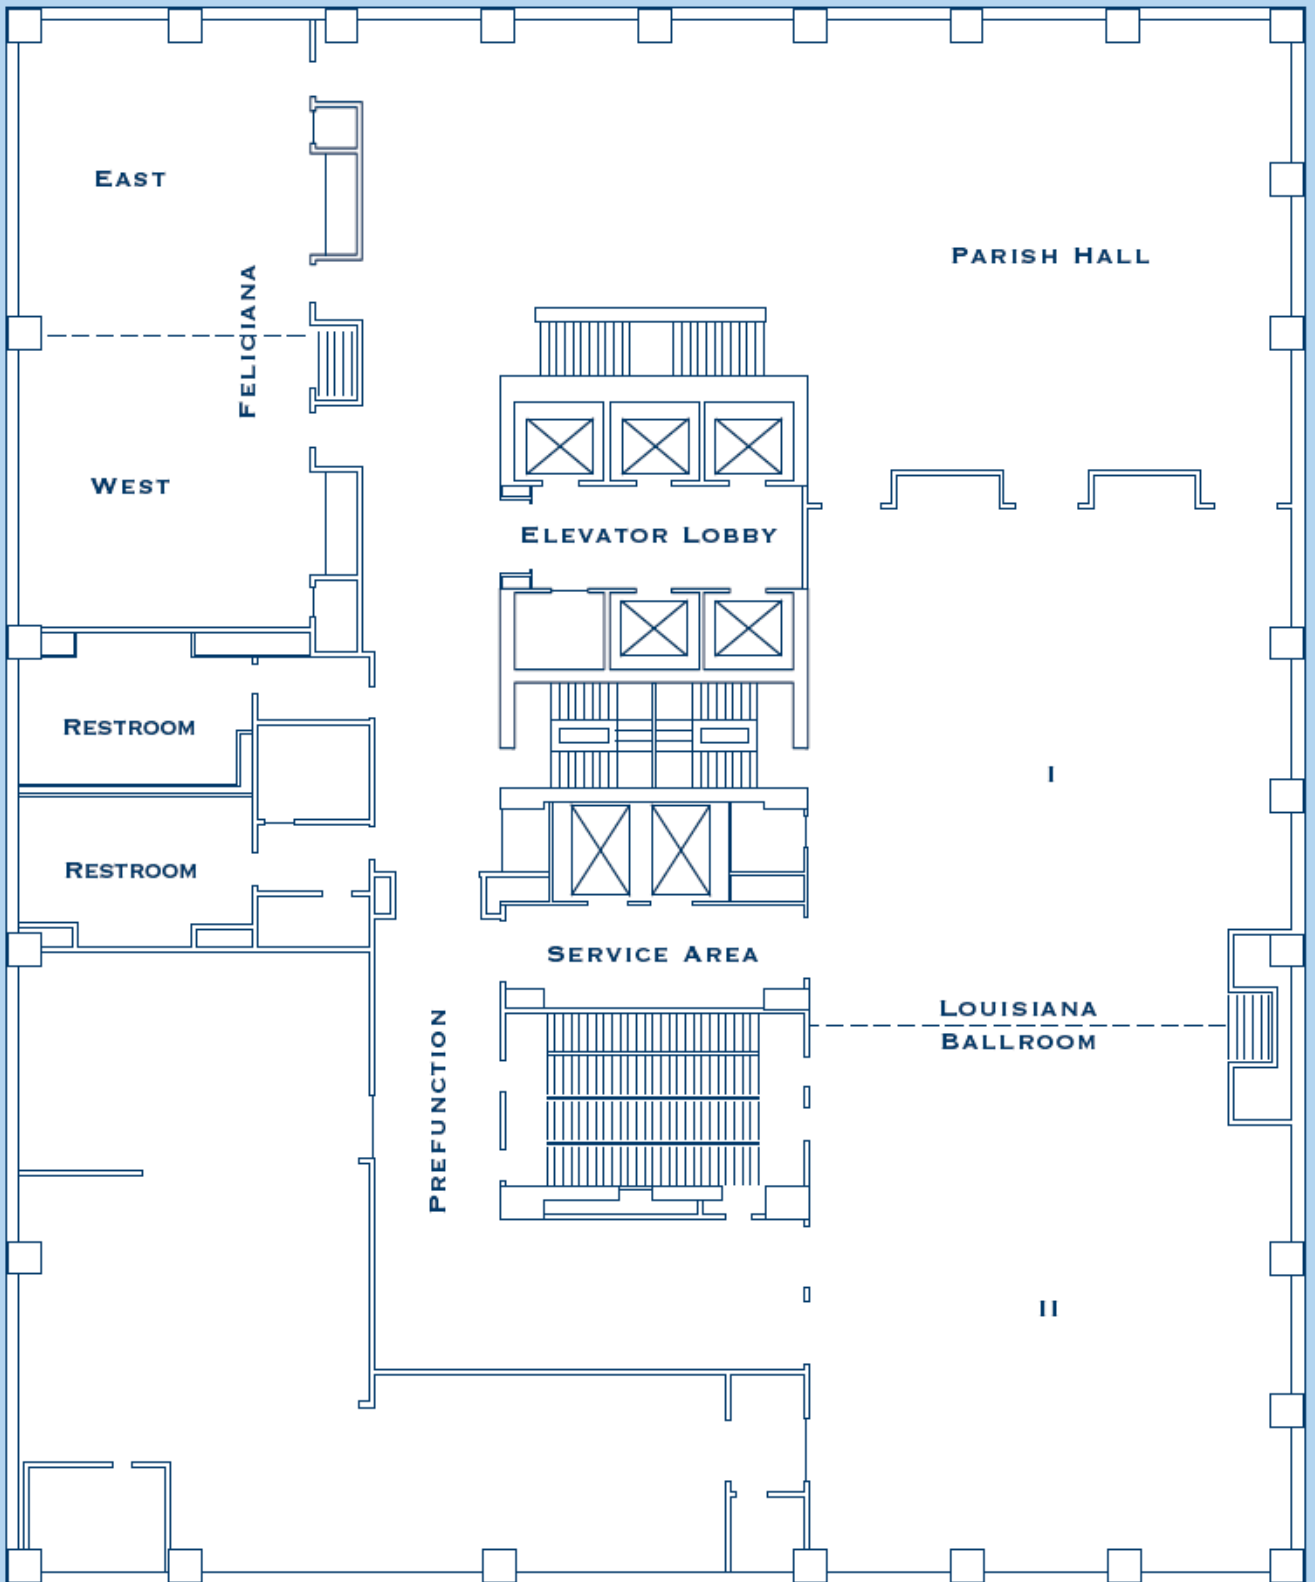 EAST
PARISH HALL
FELICIANA
WEST
ELEVATOR LOBBY
RESTROOM
I
RESTROOM
SERVICE AREA
LOUISIANA
BALLROOM
PREFUNCTION
II